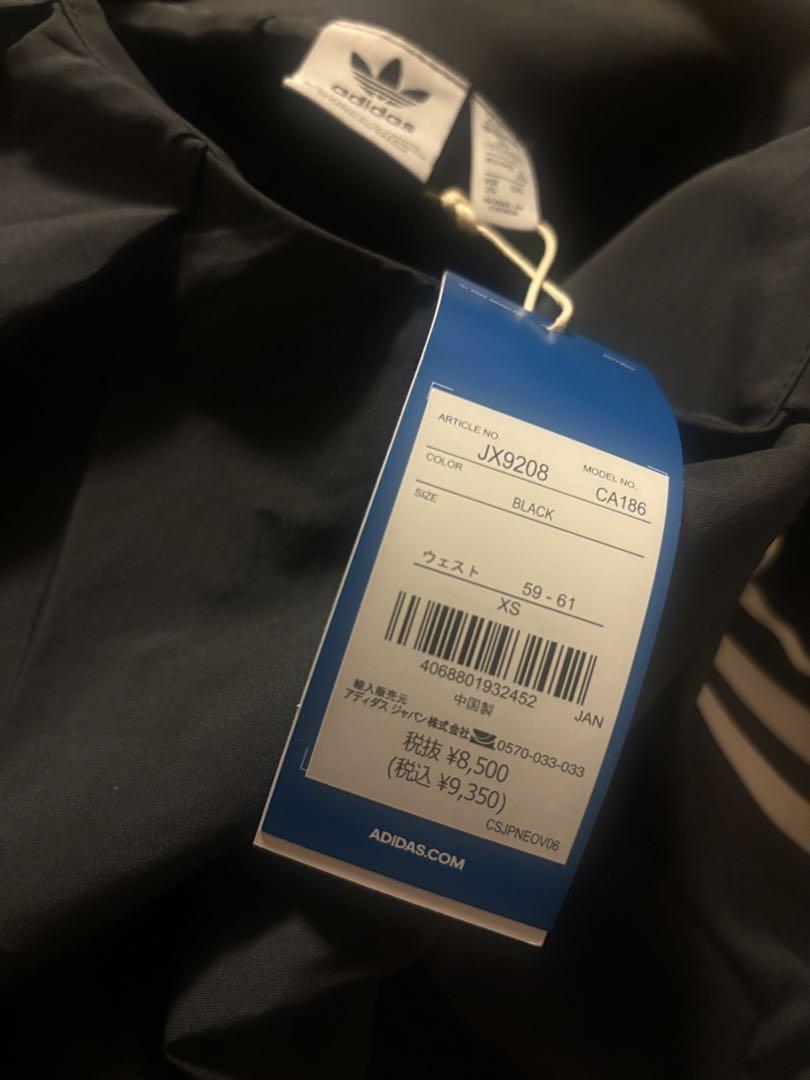 adidas
ARTICLE NO.
JX9208
MODEL NO.
CA186
COLOR
BLACK
SIZE
ウェスト 59 - 61
XS
4068801932452
中国製
JAN
輸入販売元
アディダス ジャパン株式会社 0570-033-033
税抜 ¥8,500
(税込 ¥9,350)
CSJPNEOV06
ADIDAS.COM